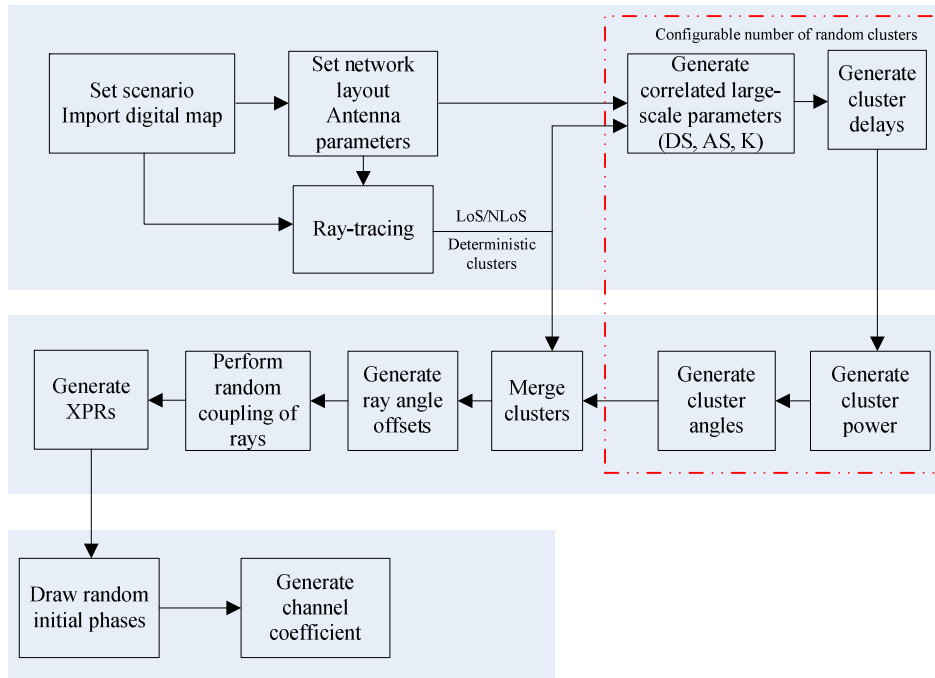 Configurable number of random clusters
Set scenario
Import digital map
Set network
layout
Antenna
parameters
Generate
correlated large-
scale parameters
(DS, AS, K)
Generate
cluster
delays
Ray-tracing
LoS/NLoS
Deterministic
clusters
Generate
XPRs
Perform
random
coupling of
rays
Generate
ray angle
offsets
Merge
clusters
Generate
cluster
angles
Generate
cluster
power
Draw random
initial phases
Generate
channel
coefficient